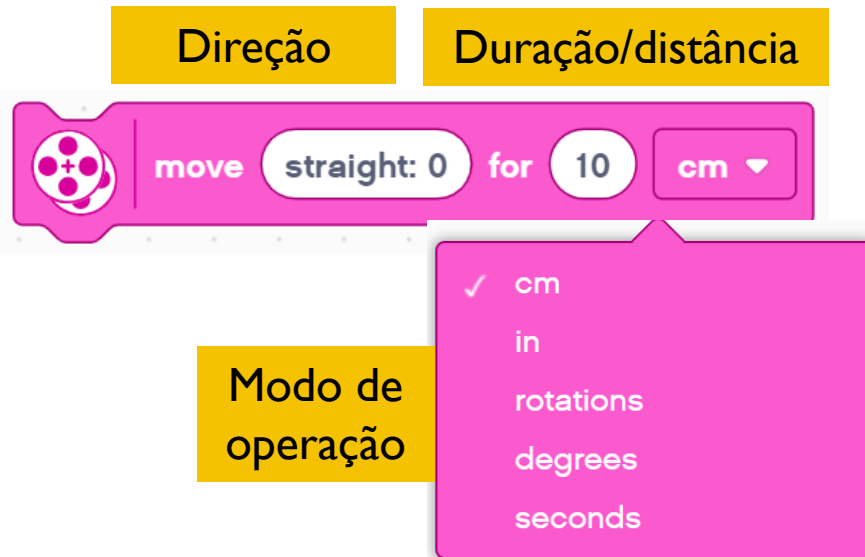 Direção
Duração/distância
move straight: 0 for 10 cm
cm
in
Modo de
operação
rotations
degrees
seconds